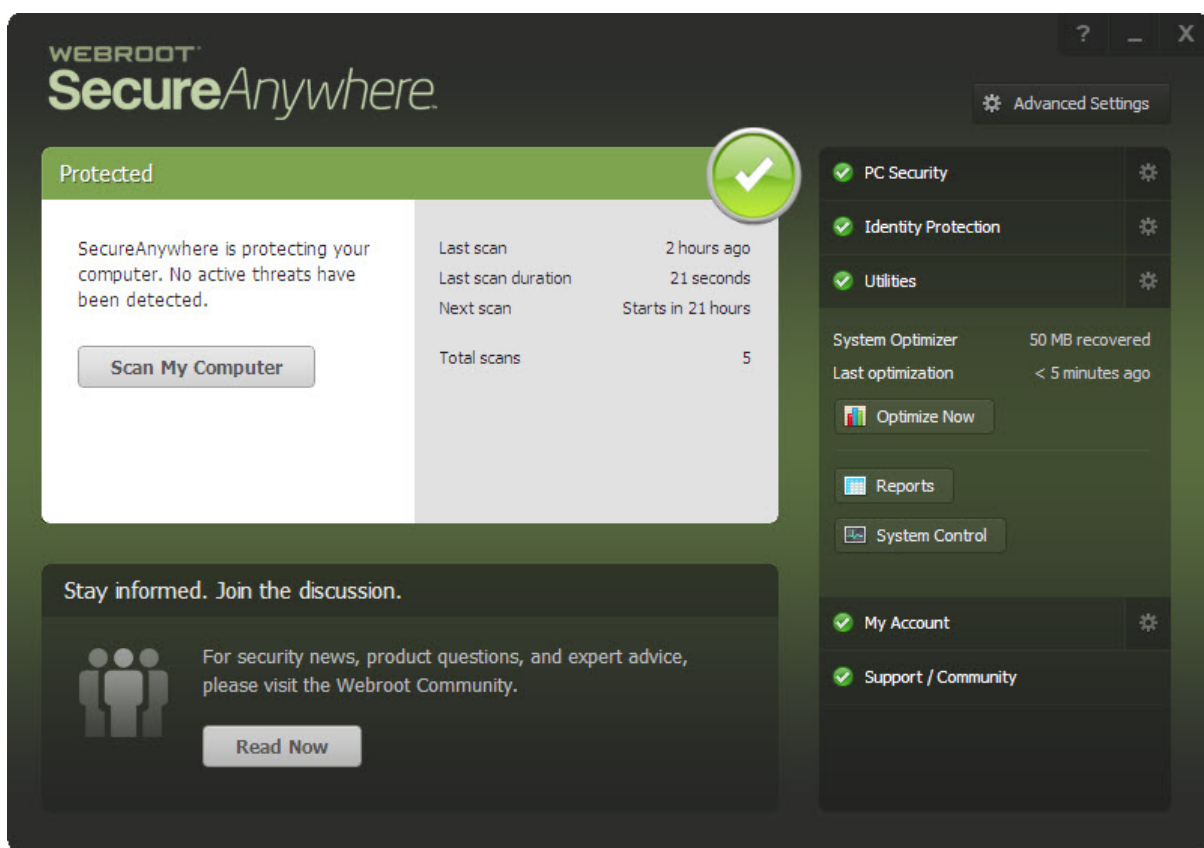 ? _ X
WEBROOT™
SecureAnywhere™
Advanced Settings
Protected
SecureAnywhere is protecting your
computer. No active threats have
been detected.
Scan My Computer
Last scan 2 hours ago
Last scan duration 21 seconds
Next scan Starts in 21 hours
Total scans 5
Stay informed. Join the discussion.
For security news, product questions, and expert advice,
please visit the Webroot Community.
Read Now
PC Security
Identity Protection
Utilities
System Optimizer 50 MB recovered
Last optimization < 5 minutes ago
Optimize Now
Reports
System Control
My Account
Support / Community